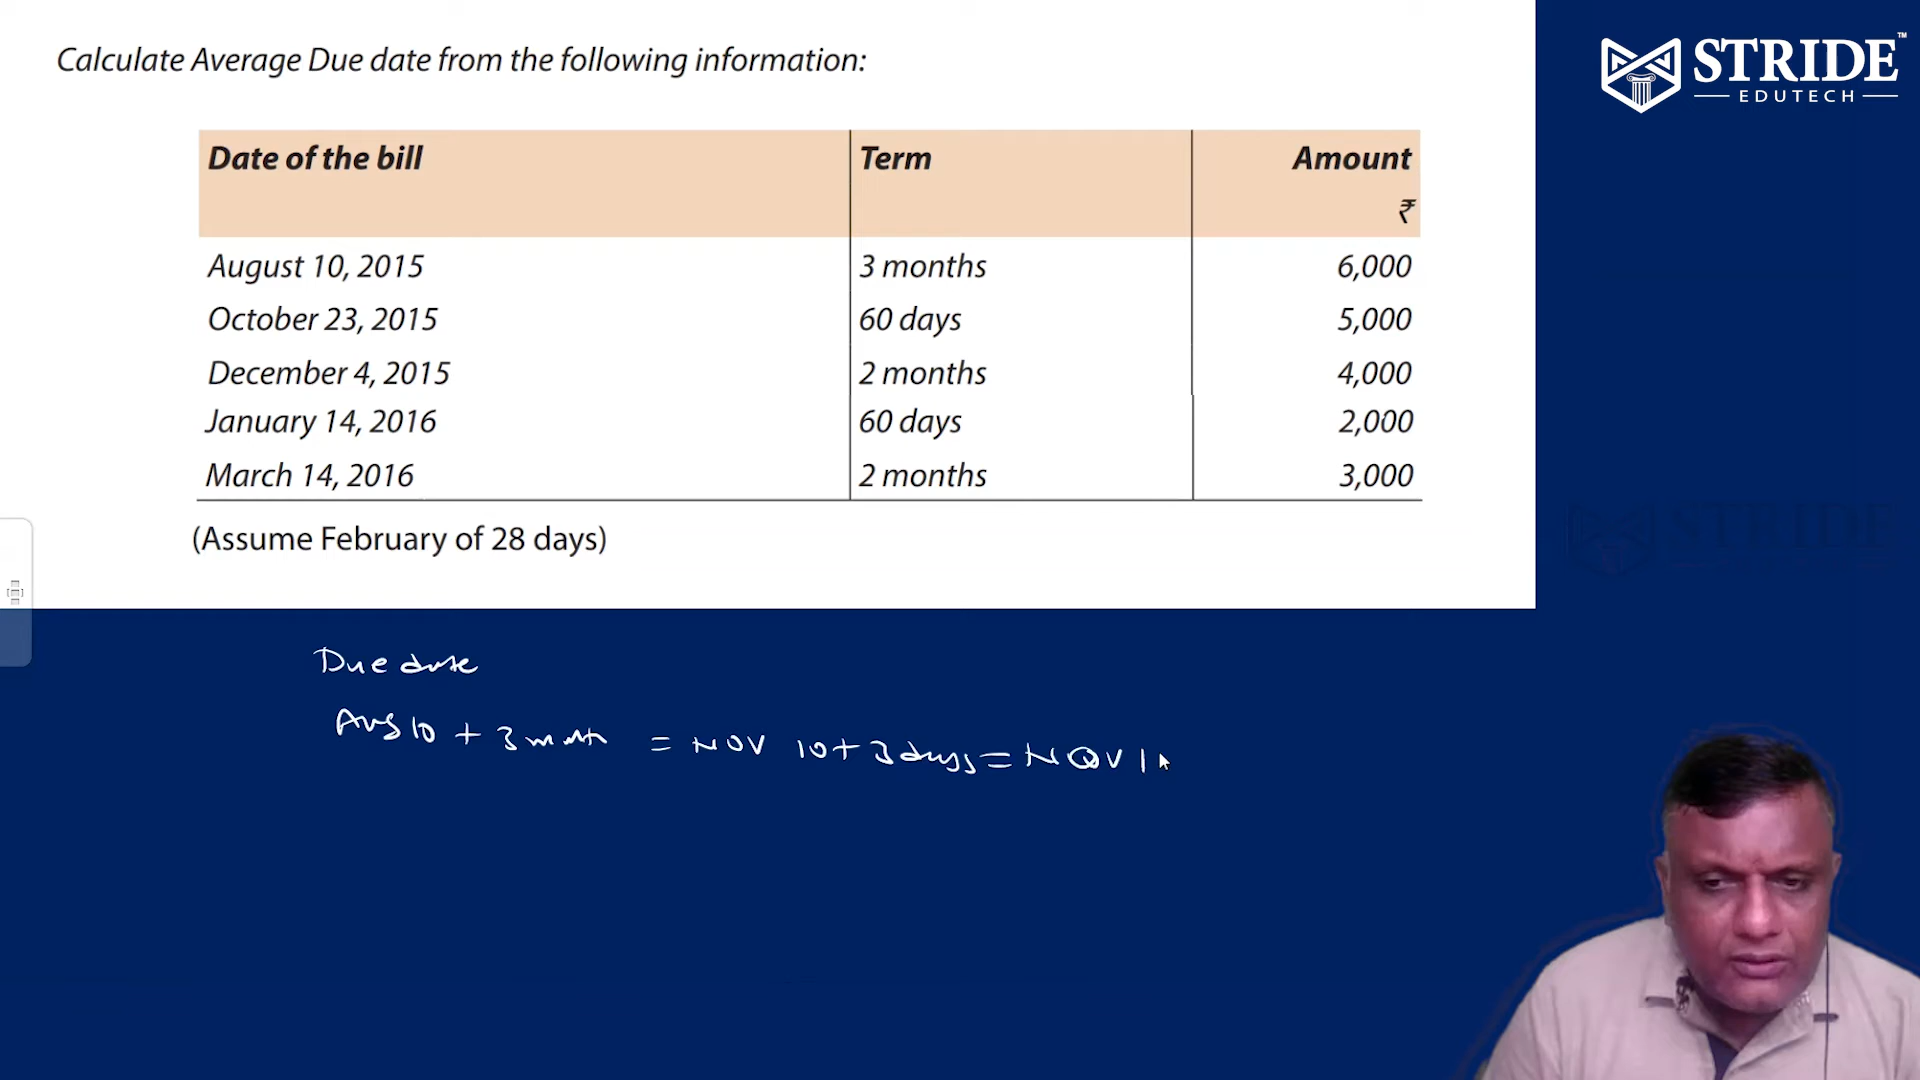 Calculate Average Due date from the following information:
STRIDE™
EDUTECH
Date of the bill Term Amount
₹
August 10, 2015 3 months 6,000
October 23, 2015 60 days 5,000
December 4, 2015 2 months 4,000
January 14, 2016 60 days 2,000
March 14, 2016 2 months 3,000
STRIDE
(Assume February of 28 days)
Due date
Aug 10 + 3 month = NOV 10 + 3 days = NOV 1